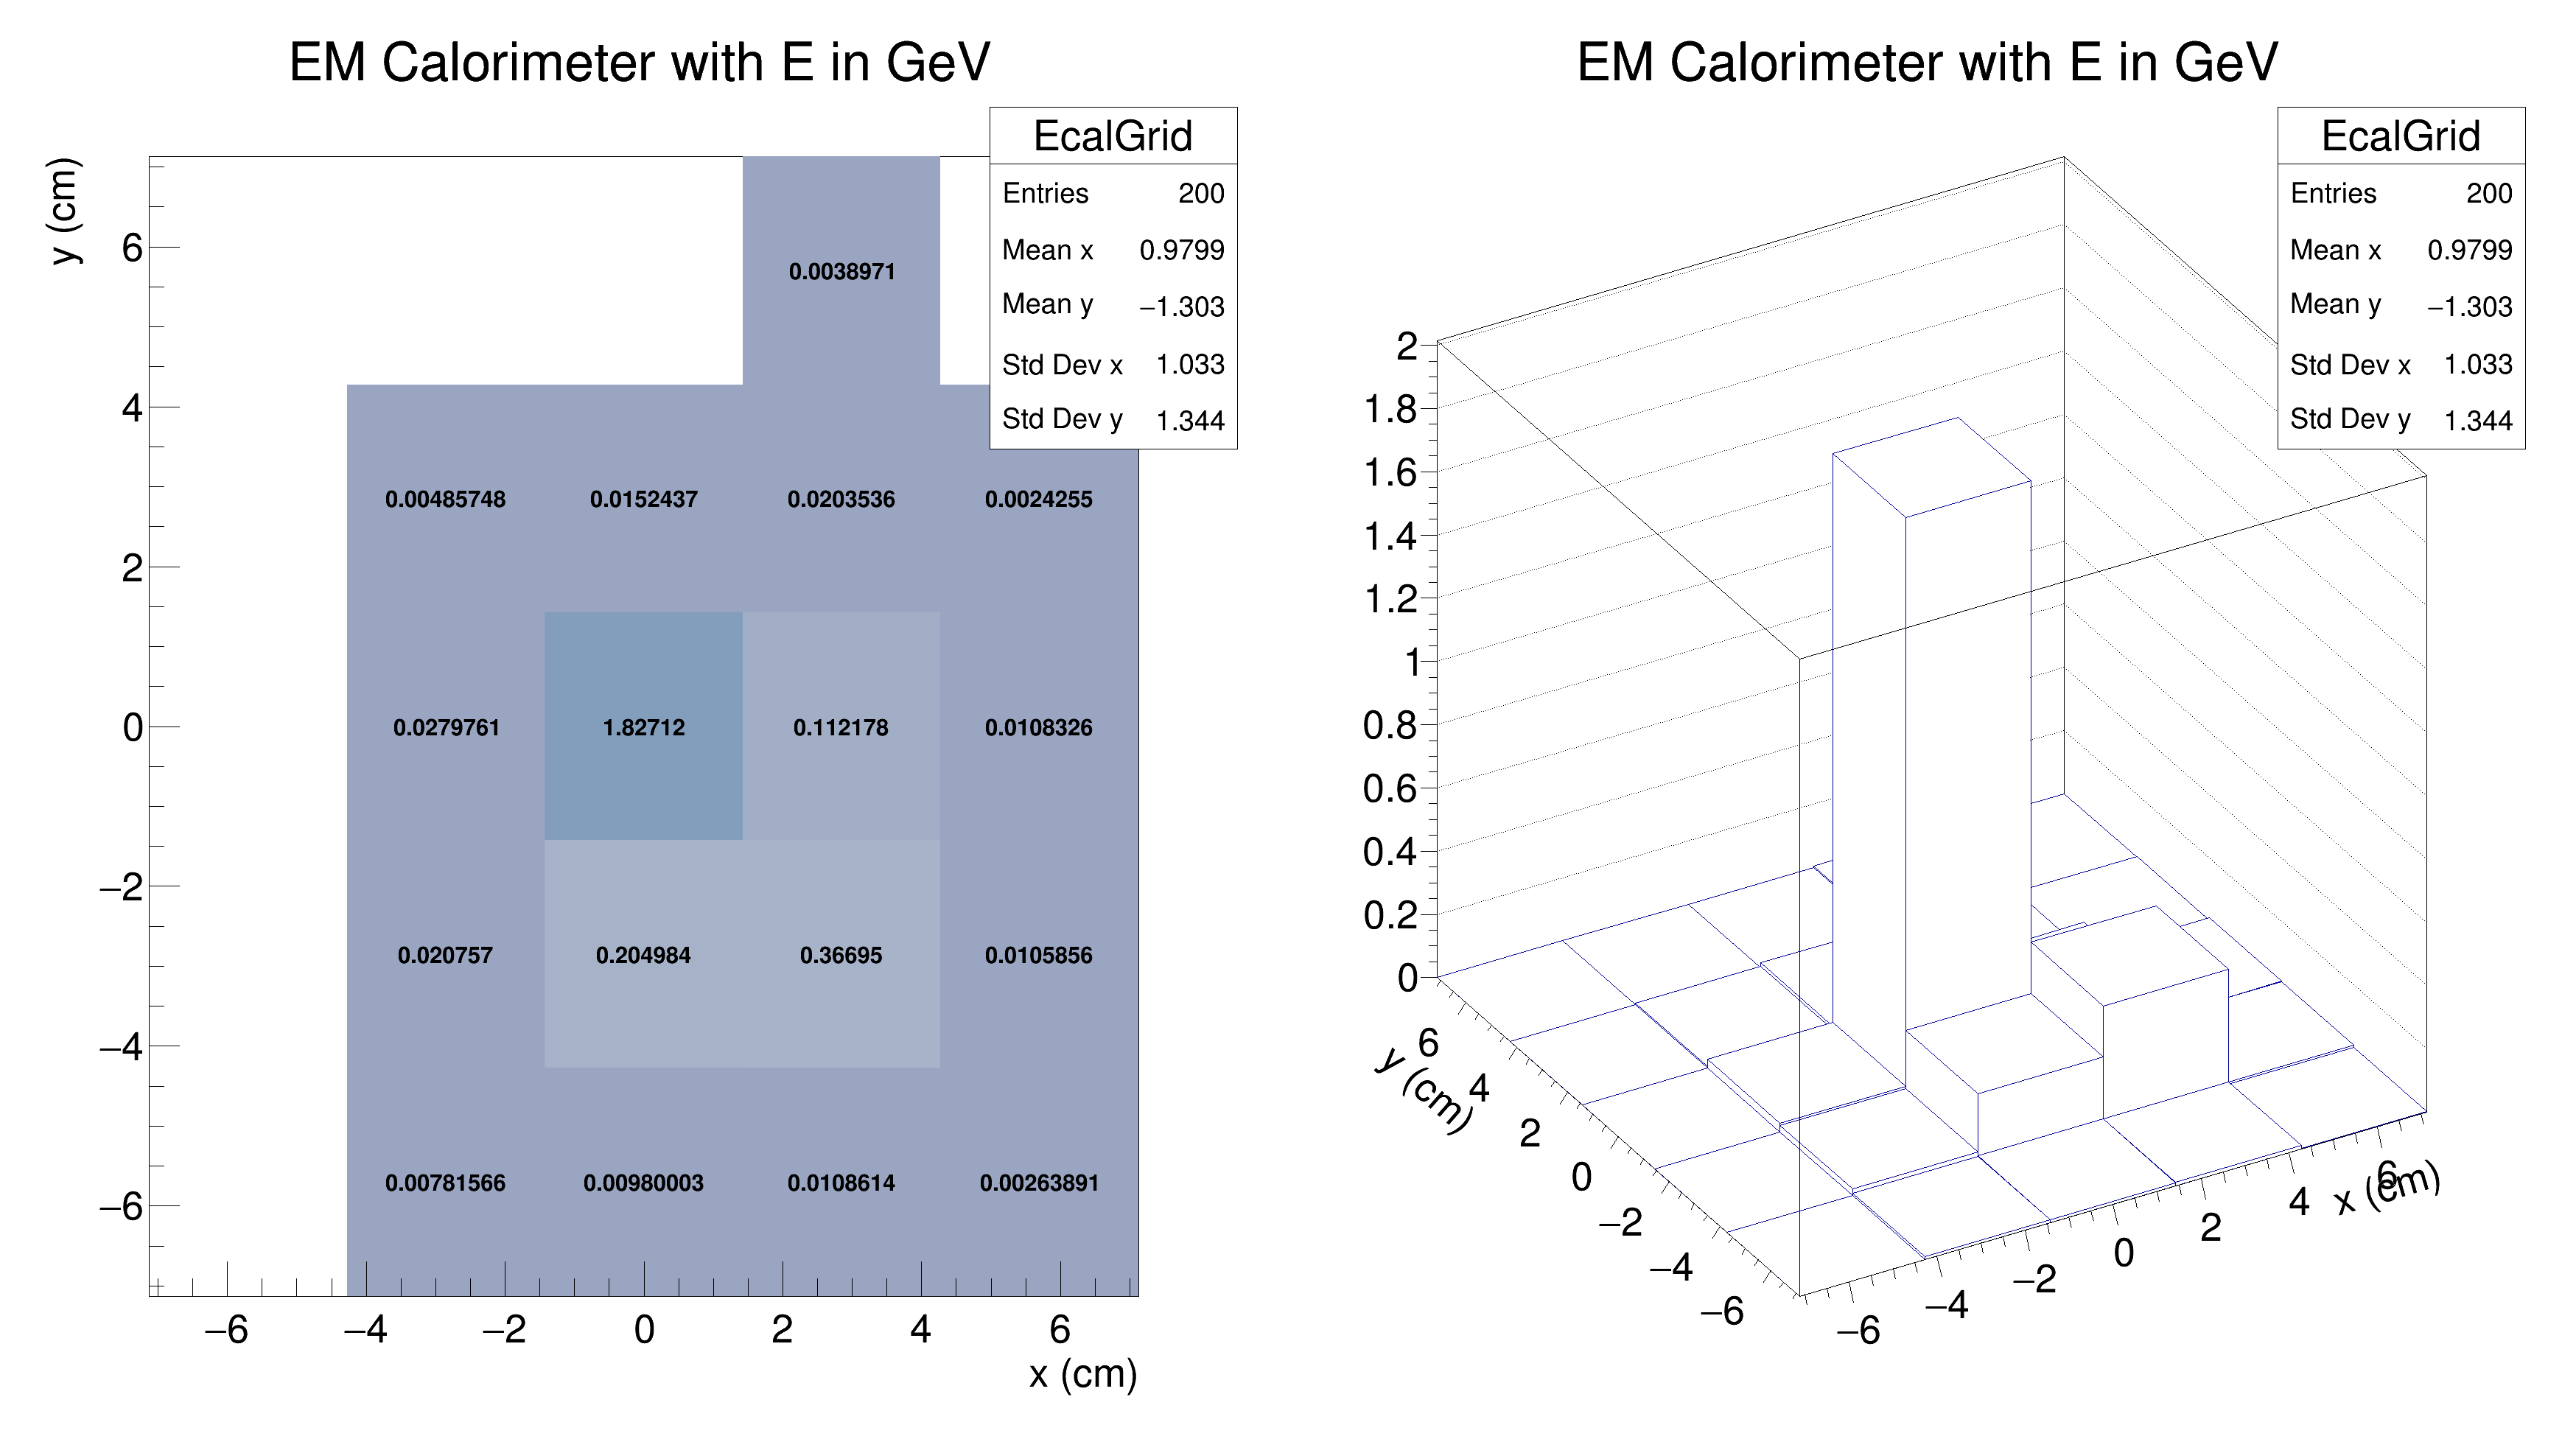 EM Calorimeter with E in GeV
EcalGrid
Entries 200
Mean x 0.9799
Mean y −1.303
Std Dev x 1.033
Std Dev y 1.344
y (cm)
6
4
2
0
−2
−4
−6
0.0038971
0.00485748 0.0152437 0.0203536 0.0024255
0.0279761 1.82712 0.112178 0.0108326
0.020757 0.204984 0.36695 0.0105856
0.00781566 0.00980003 0.0108614 0.00263891
−6 −4 −2 0 2 4 6
x (cm)
EM Calorimeter with E in GeV
EcalGrid
Entries 200
Mean x 0.9799
Mean y −1.303
Std Dev x 1.033
Std Dev y 1.344
2
1.8
1.6
1.4
1.2
1
0.8
0.6
0.4
0.2
0
y (cm)
6
4
2
0
−2
−4
−6
−6
−4
−2
0
2
4
6
x (cm)